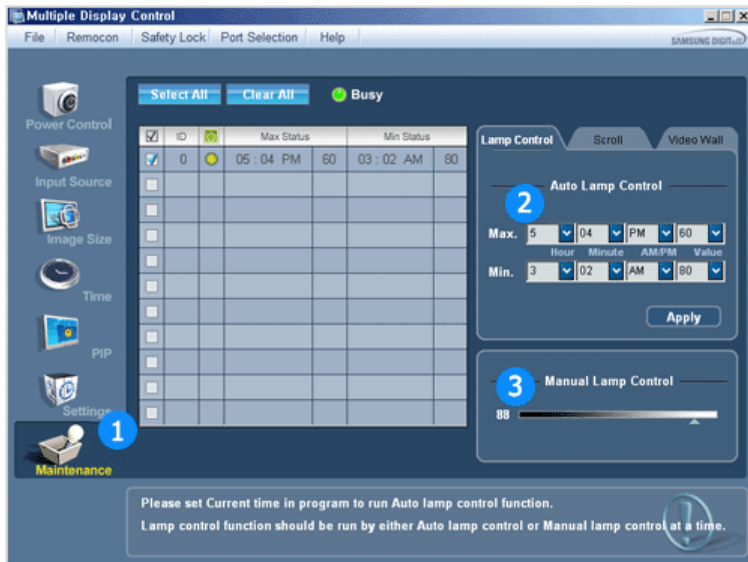 Multiple Display Control
File Remocon Safety Lock Port Selection Help
SAMSUNG DIGITall
Select All Clear All Busy
Power Control
Input Source
Image Size
Time
PIP
Settings
Maintenance
1
ID Max Status Min Status
0 05 : 04 PM 60 03 : 02 AM 80
Lamp Control Scroll Video Wall
Auto Lamp Control
2
Max. 5 04 PM 60
Hour Minute AM/PM Value
Min. 3 02 AM 80
Apply
3 Manual Lamp Control
88
Please set Current time in program to run Auto lamp control function.
Lamp control function should be run by either Auto lamp control or Manual lamp control at a time.